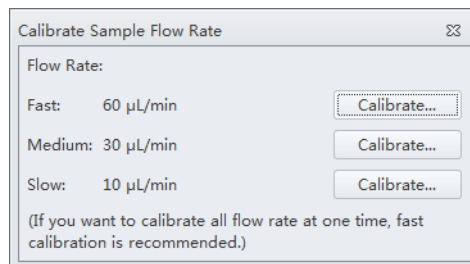 Calibrate Sample Flow Rate
Flow Rate:
Fast: 60 µL/min Calibrate...
Medium: 30 µL/min Calibrate...
Slow: 10 µL/min Calibrate...
(If you want to calibrate all flow rate at one time, fast
calibration is recommended.)